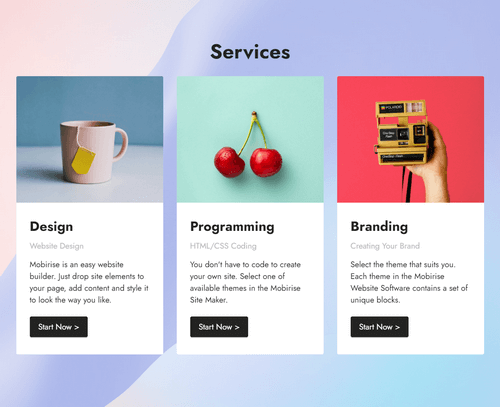 Services
Design
Website Design
Mobirise is an easy website
builder. Just drop site elements to
your page, add content and style it
to look the way you like.
Start Now >
Programming
HTML/CSS Coding
You don't have to code to create
your own site. Select one of
available themes in the Mobirise
Site Maker.
Start Now >
POLAROID
Branding
Creating Your Brand
Select the theme that suits you.
Each theme in the Mobirise
Website Software contains a set of
unique blocks.
Start Now >